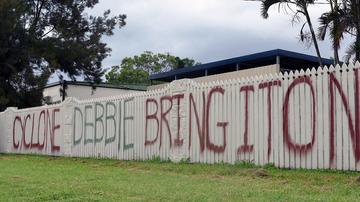 CYCLONE DEBBIE BRING IT ON